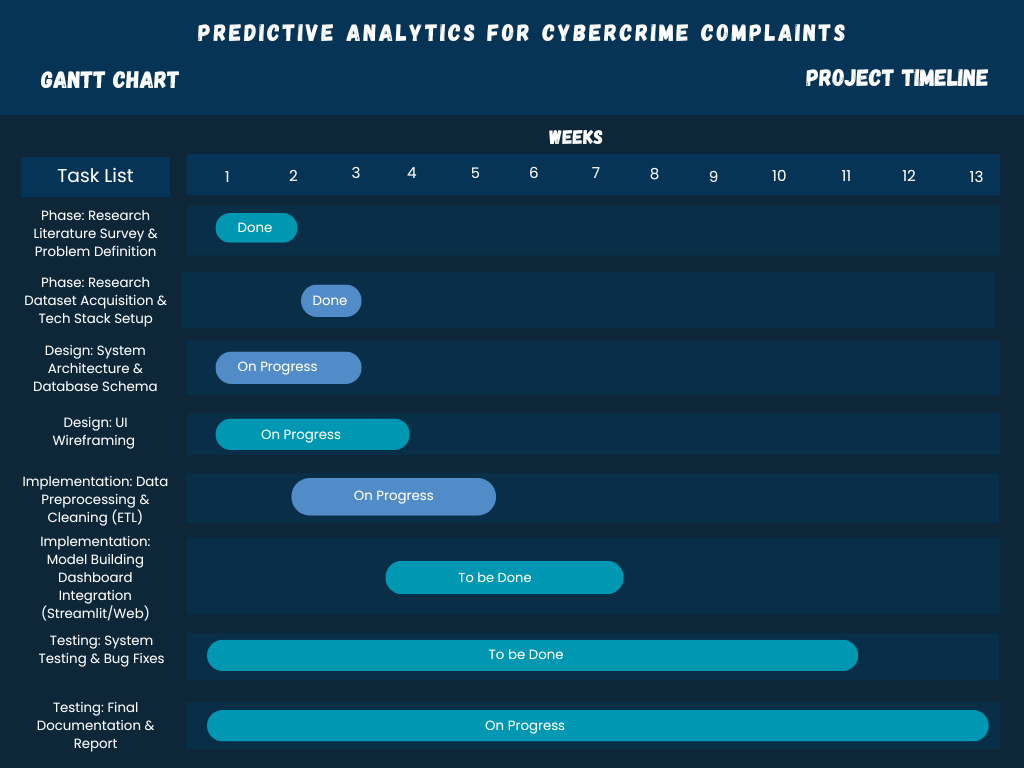 PREDICTIVE ANALYTICS FOR CYBERCRIME COMPLAINTS
GANTT CHART
PROJECT TIMELINE
WEEKS
Task List
1 2 3 4 5 6 7 8 9 10 11 12 13
Phase: Research
Literature Survey &
Problem Definition
Done
Phase: Research
Dataset Acquisition &
Tech Stack Setup
Done
Design: System
Architecture &
Database Schema
On Progress
Design: UI
Wireframing
On Progress
Implementation: Data
Preprocessing &
Cleaning (ETL)
On Progress
Implementation:
Model Building
Dashboard
Integration
(Streamlit/Web)
To be Done
Testing: System
Testing & Bug Fixes
To be Done
Testing: Final
Documentation &
Report
On Progress